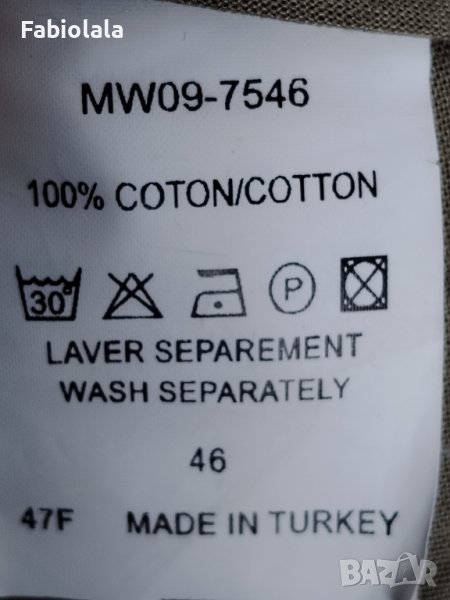 Fabiolala
MW09-7546
100% COTON/COTTON
30° P
LAVER SEPAREMENT
WASH SEPARATELY
46
47F MADE IN TURKEY
BAZAR